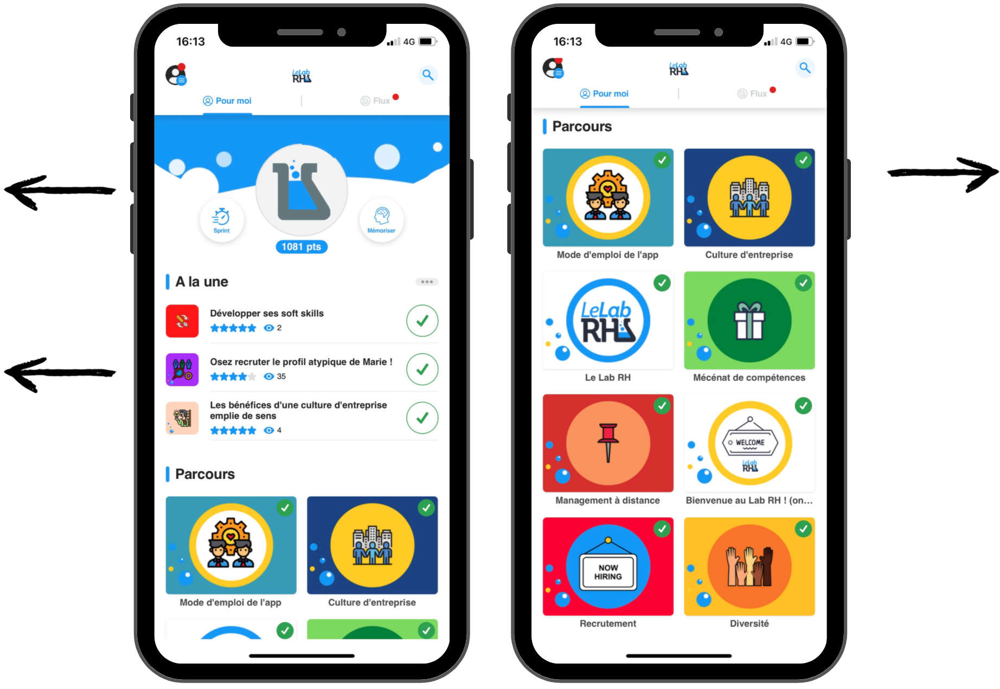 16:13
4G
LeLab
RH
Pour moi
Flux
Sprint
Mémoriser
1081 pts
A la une
Développer ses soft skills
2
Osez recruter le profil atypique de Marie !
35
Les bénéfices d'une culture d'entreprise
emplie de sens
4
Parcours
Mode d'emploi de l'app
Culture d'entreprise
16:13
4G
LeLab
RH
Pour moi
Flux
Parcours
Mode d'emploi de l'app
Culture d'entreprise
LeLab
RH
Le Lab RH
Mécénat de compétences
Management à distance
WELCOME
LeLab
RH
Bienvenue au Lab RH ! (on...
NOW
HIRING
Recrutement
Diversité